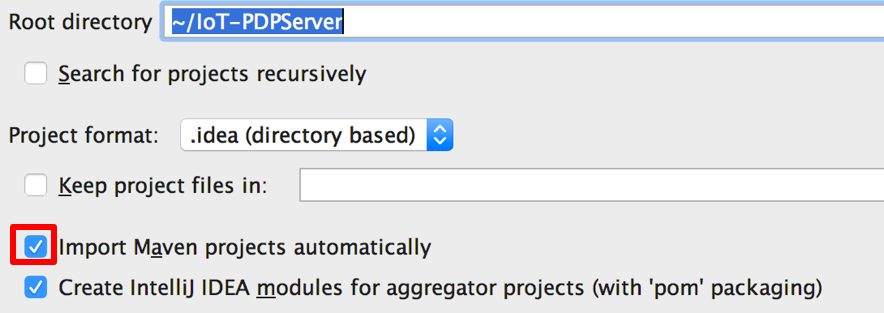 Root directory ~/IoT-PDPServer
Search for projects recursively
Project format: .idea (directory based)
Keep project files in:
Import Maven projects automatically
Create IntelliJ IDEA modules for aggregator projects (with 'pom' packaging)